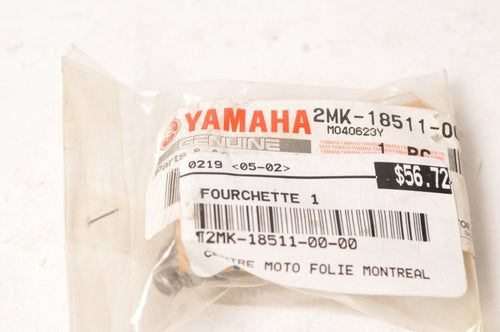 YAMAHA 2MK-18511-00
M040623Y
GENUINE
Parts
1 PC
0219 <05-02>
$56.72
FOURCHETTE 1
¶2MK-18511-00-00
CENTRE MOTO FOLIE MONTREAL